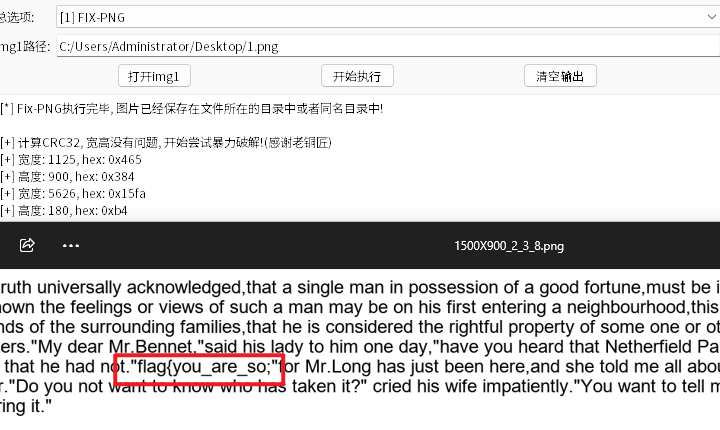 总选项: [1] FIX-PNG
mg1路径: C:/Users/Administrator/Desktop/1.png
打开img1 开始执行 清空输出
[*] Fix-PNG执行完毕, 图片已经保存在文件所在的目录中或者同名目录中!
[+] 计算CRC32, 宽高没有问题, 开始尝试暴力破解!(感谢老铜匠)
[+] 宽度: 1125, hex: 0x465
[+] 高度: 900, hex: 0x384
[+] 宽度: 5626, hex: 0x15fa
[+] 高度: 180, hex: 0xb4
1500X900_2_3_8.png
truth universally acknowledged,that a single man in possession of a good fortune,must be i
nown the feelings or views of such a man may be on his first entering a neighbourhood,this
nds of the surrounding families,that he is considered the rightful property of some one or ot
ers."My dear Mr.Bennet,"said his lady to him one day,"have you heard that Netherfield Pa
that he had not."flag{you_are_so;"for Mr.Long has just been here,and she told me all abou
r."Do you not want to know who has taken it?" cried his wife impatiently."You want to tell m
ring it."